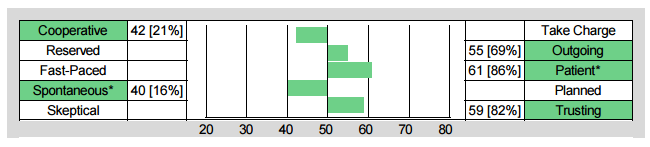 Cooperative 42 [21%] Take Charge
Reserved 55 [69%] Outgoing
Fast-Paced 61 [86%] Patient*
Spontaneous* 40 [16%] Planned
Skeptical 59 [82%] Trusting
20 30 40 50 60 70 80